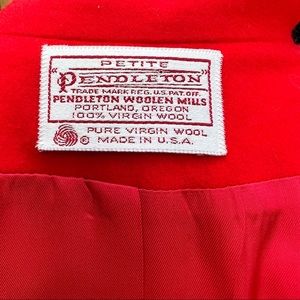 PETITE
"PENDLETON"
TRADE MARK REG. U.S. PAT. OFF.
PENDLETON WOOLEN MILLS
PORTLAND, OREGON
100% VIRGIN WOOL
PURE VIRGIN WOOL
MADE IN U.S.A.